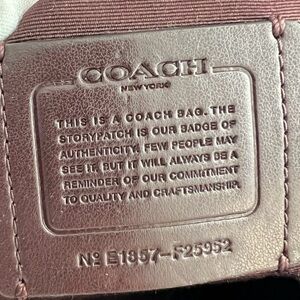 COACH
NEW YORK
THIS IS A COACH BAG. THE
STORYPATCH IS OUR BADGE OF
AUTHENTICITY. FEW PEOPLE MAY
SEE IT, BUT IT WILL ALWAYS BE A
REMINDER OF OUR COMMITMENT
TO QUALITY AND CRAFTSMANSHIP.
Nº E1857-F25952